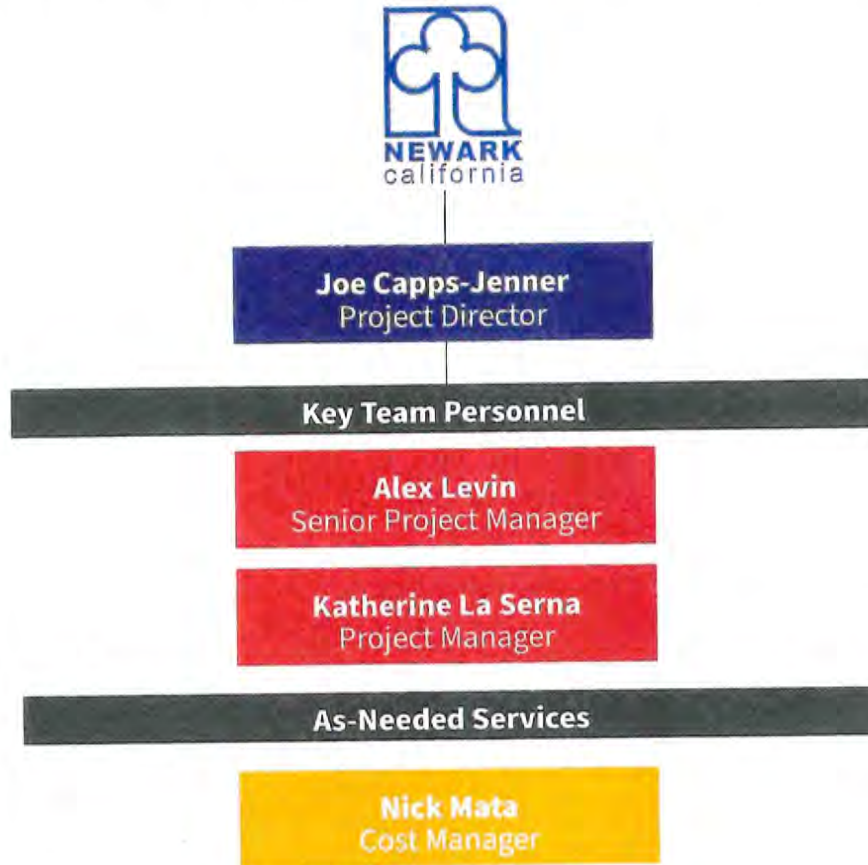 NEWARK
california
Joe Capps-Jenner
Project Director
Key Team Personnel
Alex Levin
Senior Project Manager
Katherine La Serna
Project Manager
As-Needed Services
Nick Mata
Cost Manager